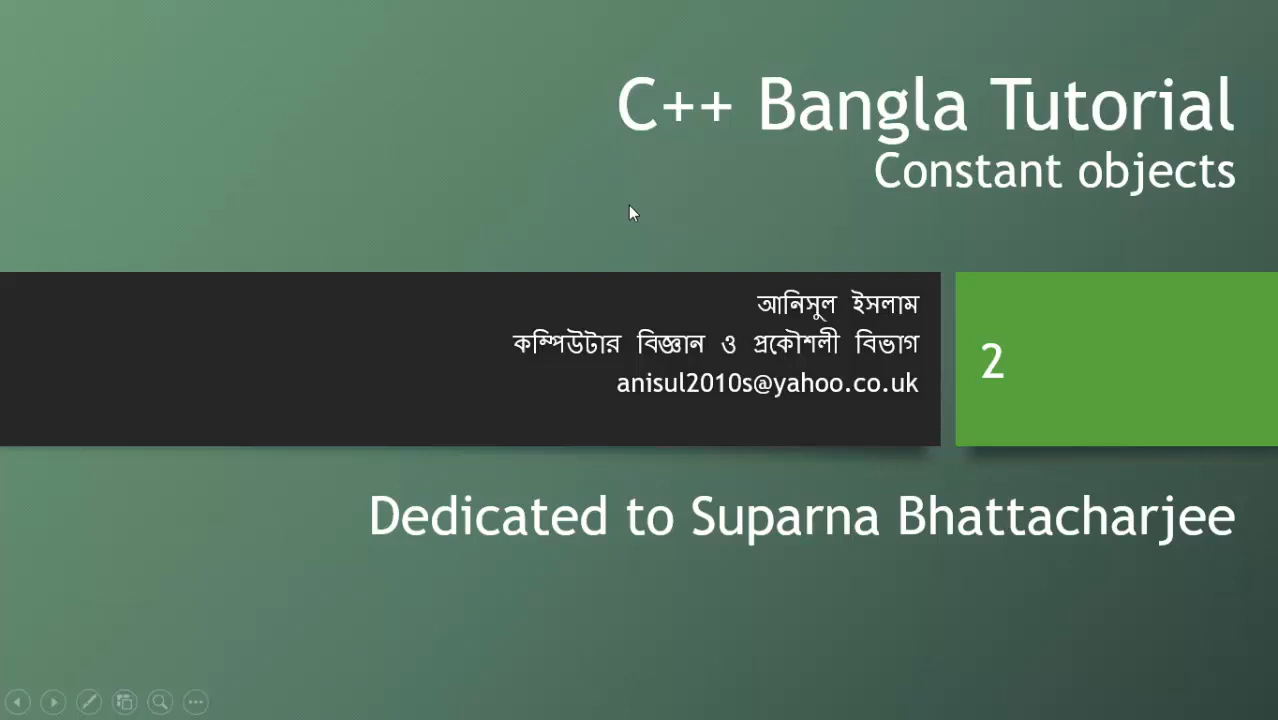 C++ Bangla Tutorial
Constant objects
আনিসুল ইসলাম
কম্পিউটার বিজ্ঞান ও প্রকৌশলী বিভাগ
anisul2010s@yahoo.co.uk
2
Dedicated to Suparna Bhattacharjee